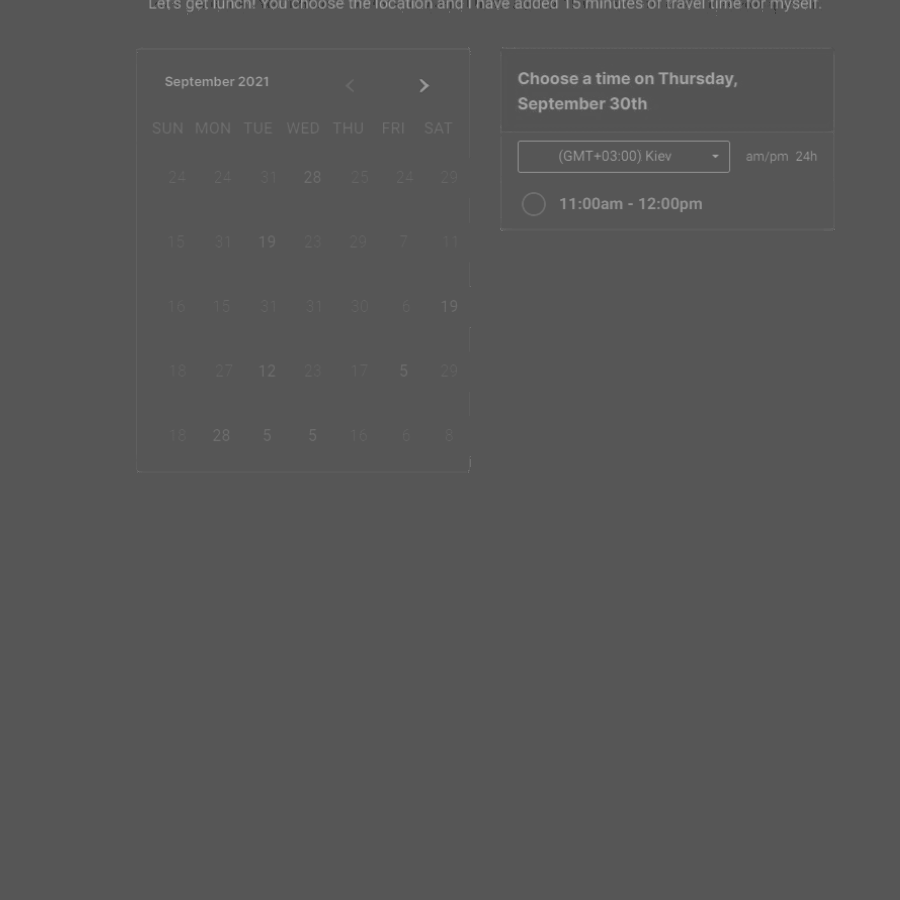 Let's get lunch! You choose the location and I have added 15 minutes of travel time for myself.
September 2021
SUN MON TUE WED THU FRI SAT
24 24 31 28 25 24 29
15 31 19 23 29 7 11
16 15 31 31 30 6 19
18 27 12 23 17 5 29
18 28 5 5 16 6 8
Choose a time on Thursday,
September 30th
(GMT+03:00) Kiev
am/pm 24h
11:00am - 12:00pm